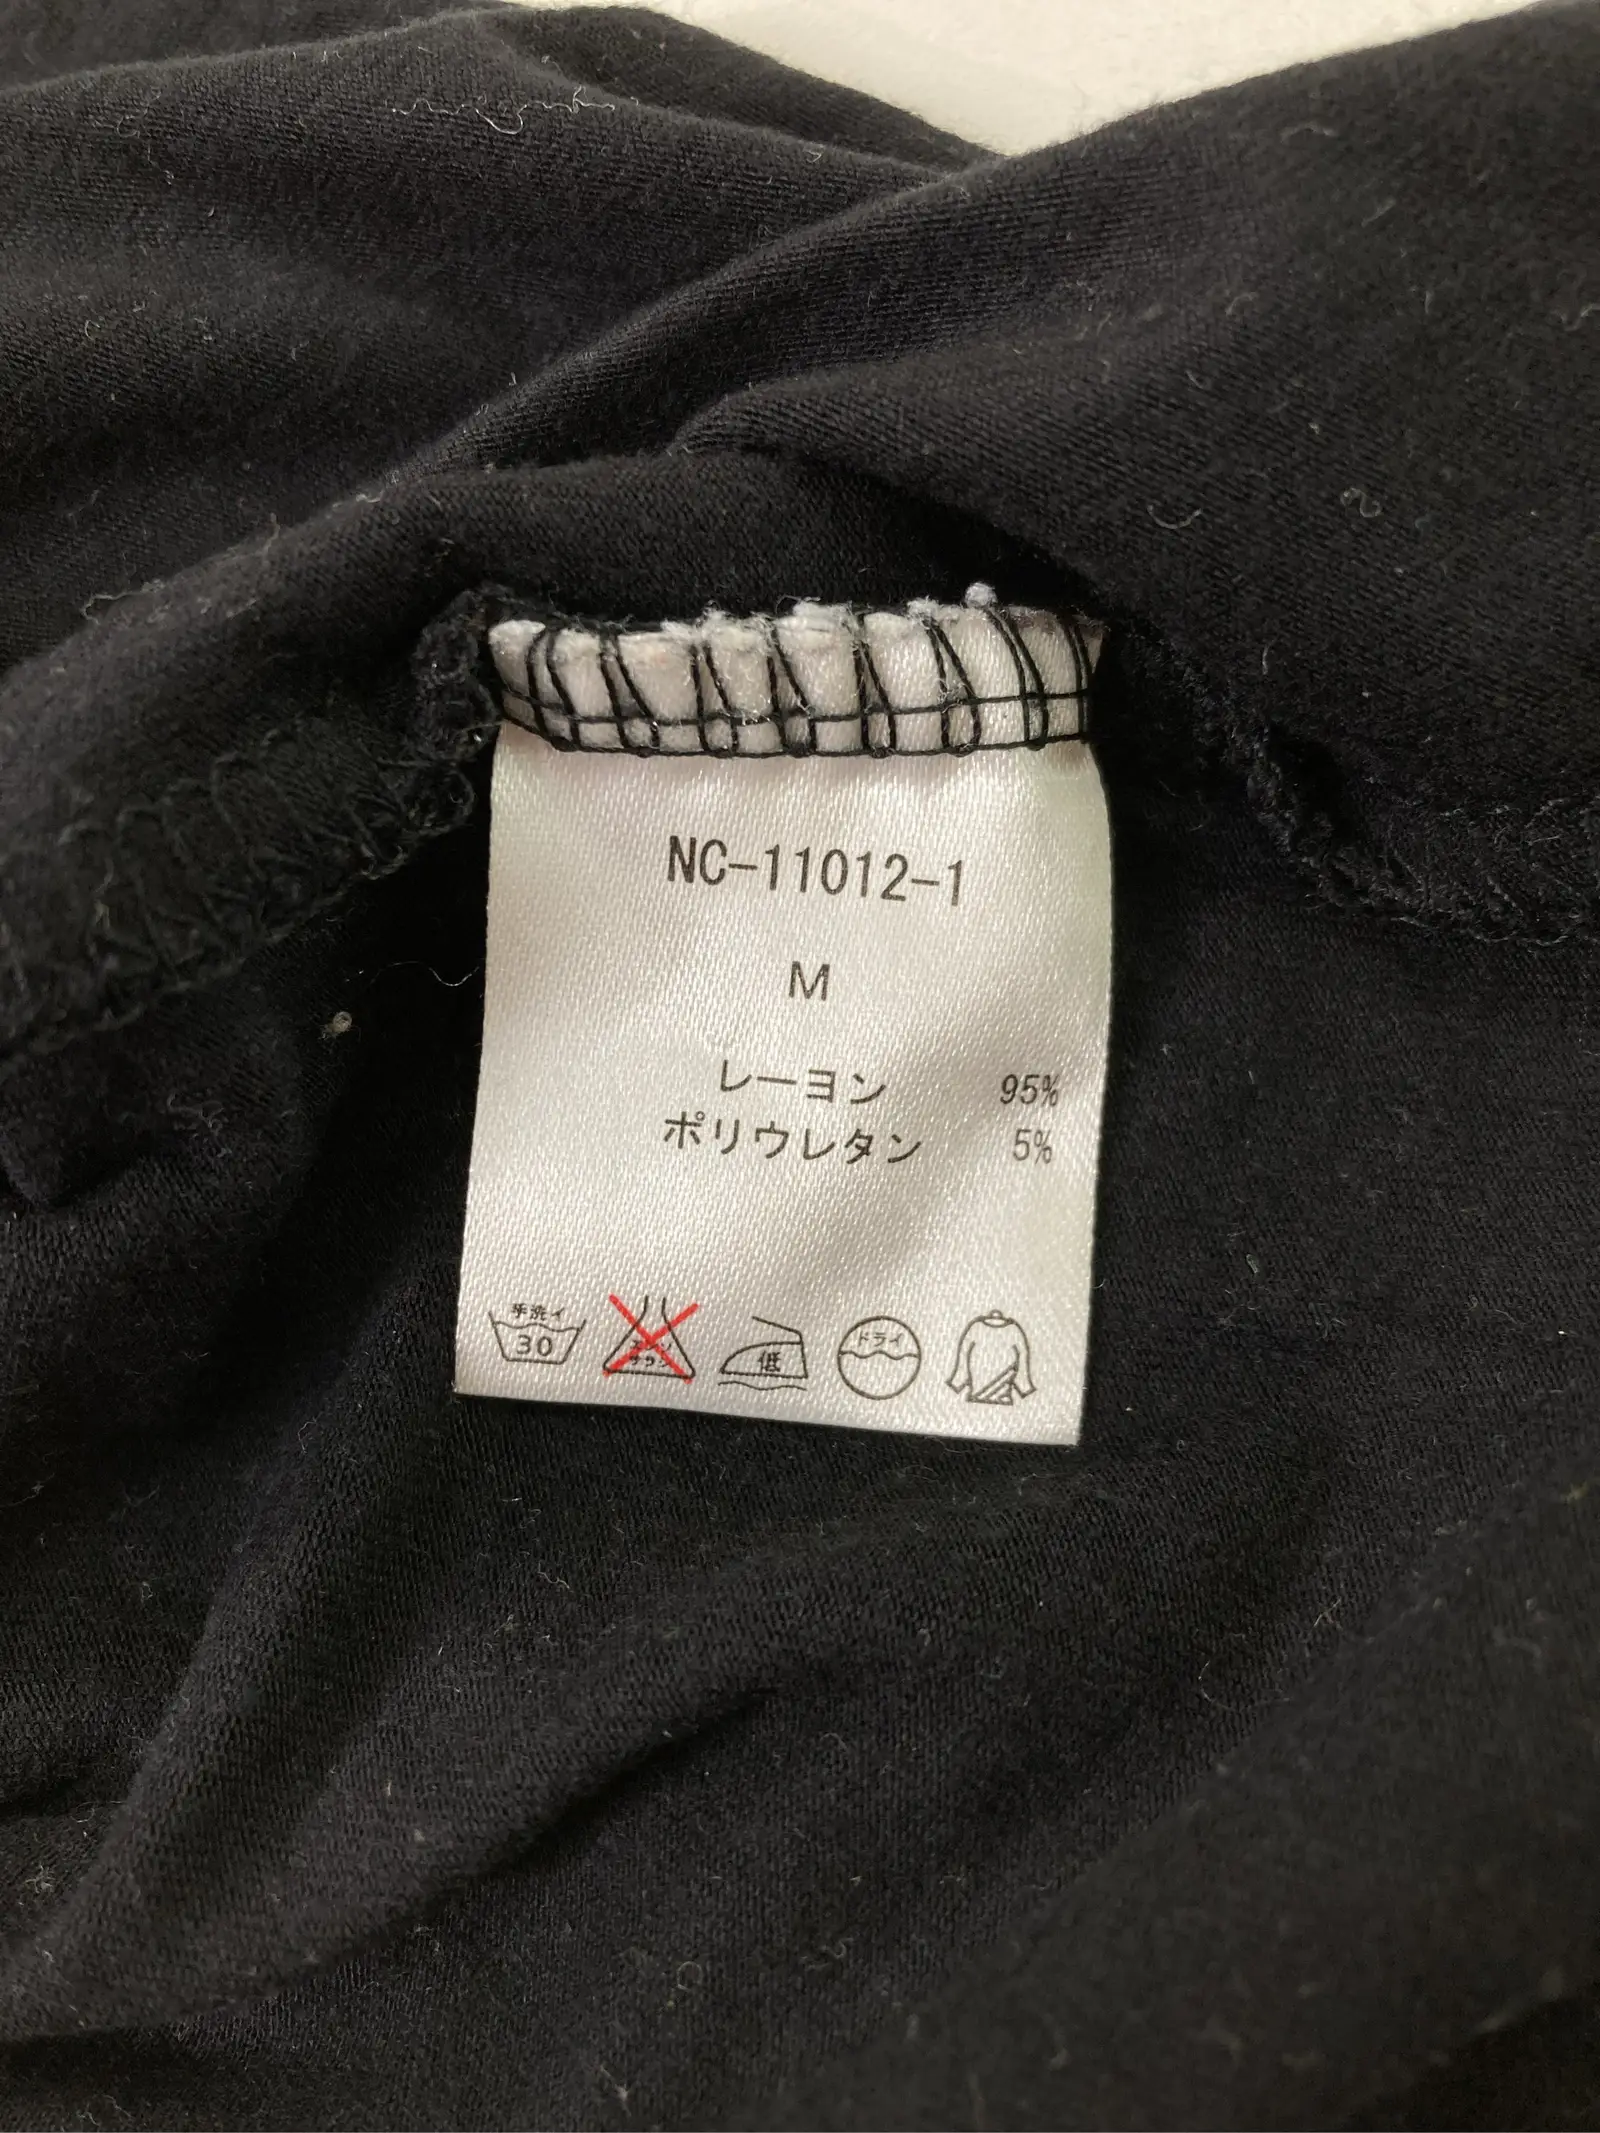 NC-11012-1
M
レーヨン 95%
ポリウレタン 5%
手洗イ
30
低
ドライ